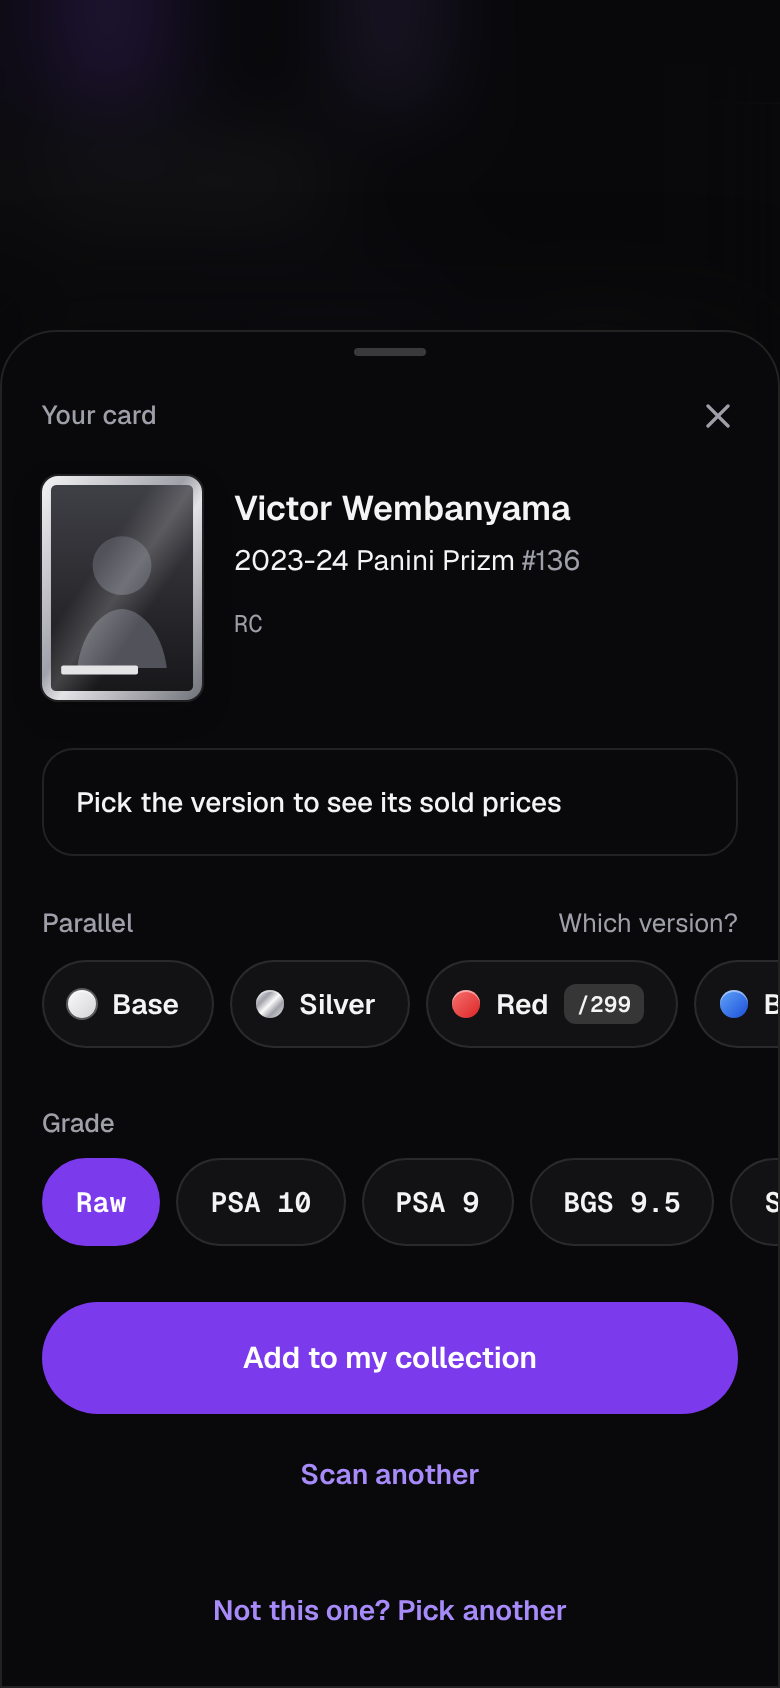 Your card
Victor Wembanyama
2023-24 Panini Prizm #136
RC
Pick the version to see its sold prices
Parallel
Which version?
Base
Silver
Red /299
B
Grade
Raw
PSA 10
PSA 9
BGS 9.5
S
Add to my collection
Scan another
Not this one? Pick another